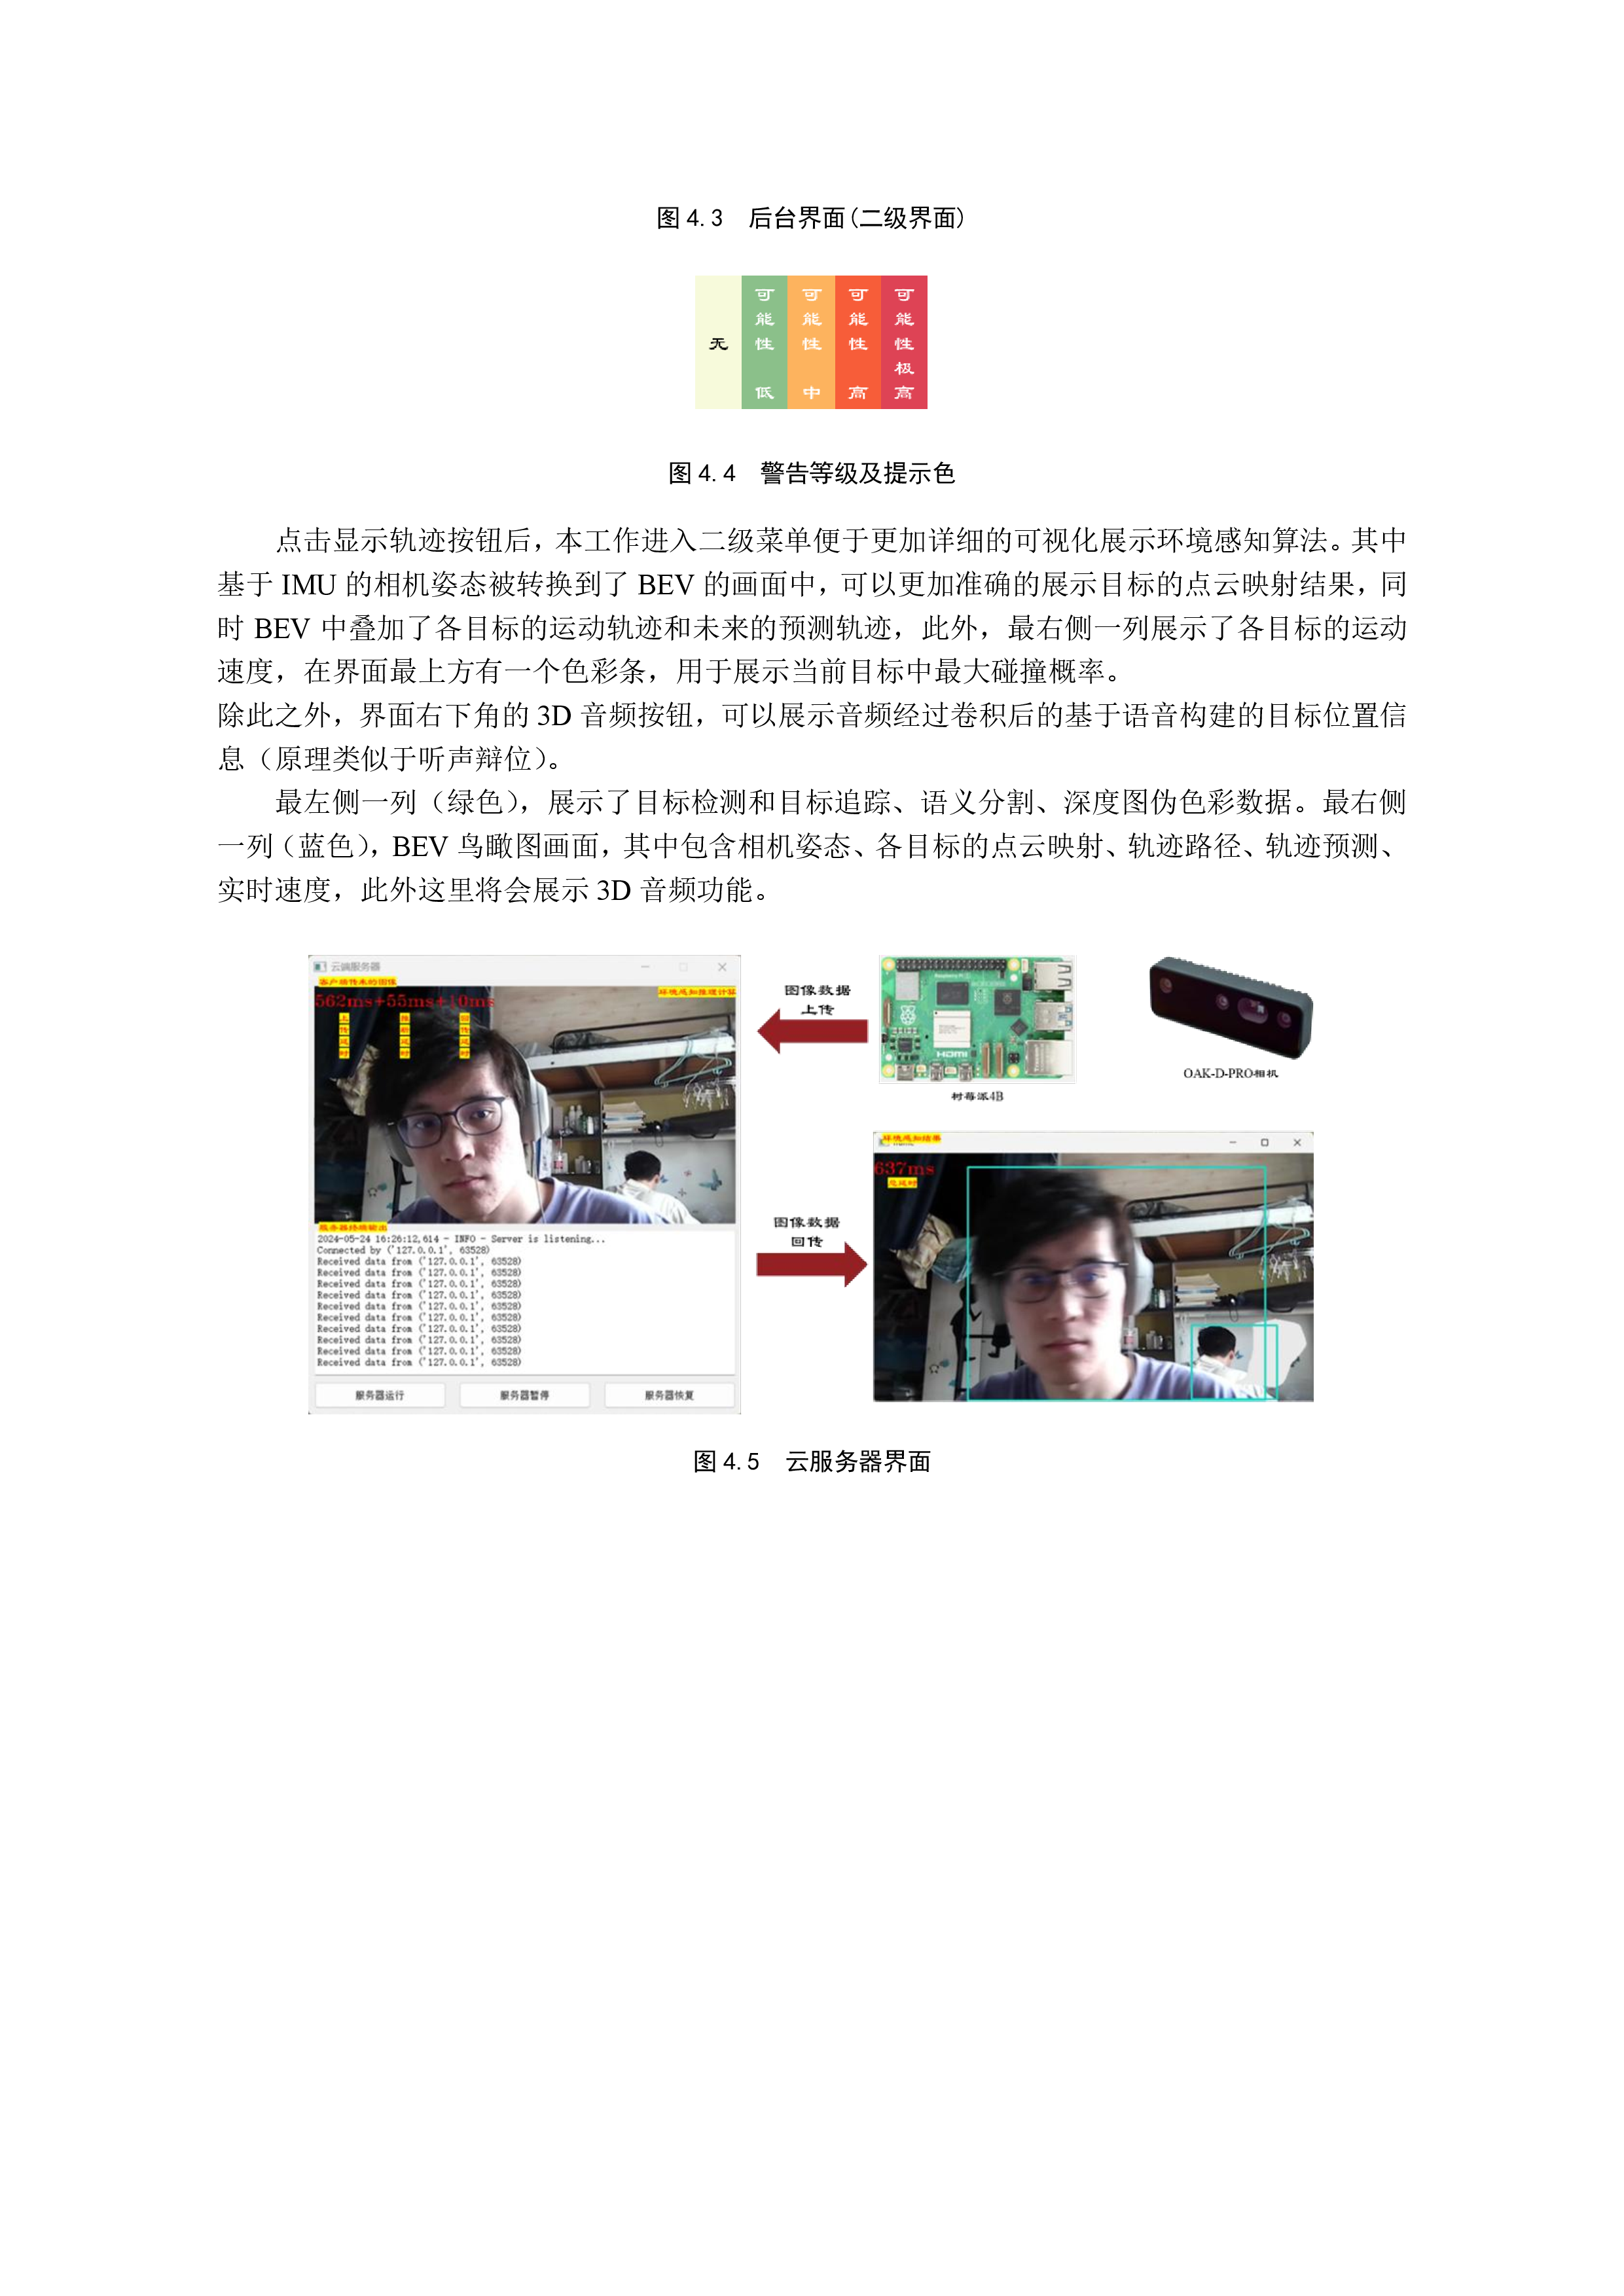 图 4.3 后台界面(二级界面)
无
可能性 低
可能性 中
可能性 高
可能性极高
图 4.4 警告等级及提示色
点击显示轨迹按钮后，本工作进入二级菜单便于更加详细的可视化展示环境感知算法。其中
基于 IMU 的相机姿态被转换到了 BEV 的画面中，可以更加准确的展示目标的点云映射结果，同
时 BEV 中叠加了各目标的运动轨迹和未来的预测轨迹，此外，最右侧一列展示了各目标的运动
速度，在界面最上方有一个色彩条，用于展示当前目标中最大碰撞概率。
除此之外，界面右下角的 3D 音频按钮，可以展示音频经过卷积后的基于语音构建的目标位置信
息（原理类似于听声辩位）。
最左侧一列（绿色），展示了目标检测和目标追踪、语义分割、深度图伪色彩数据。最右侧
一列（蓝色），BEV 鸟瞰图画面，其中包含相机姿态、各目标的点云映射、轨迹路径、轨迹预测、
实时速度，此外这里将会展示 3D 音频功能。
云端服务器
客户端传来的图像
562ms+55ms+10ms
环境感知推理计算
上传延时
推断延时
回传延时
服务器终端输出
2024-05-24 16:26:12,614 - INFO - Server is listening...
Connected by ('127.0.0.1', 63528)
Received data from ('127.0.0.1', 63528)
Received data from ('127.0.0.1', 63528)
Received data from ('127.0.0.1', 63528)
Received data from ('127.0.0.1', 63528)
Received data from ('127.0.0.1', 63528)
Received data from ('127.0.0.1', 63528)
Received data from ('127.0.0.1', 63528)
Received data from ('127.0.0.1', 63528)
Received data from ('127.0.0.1', 63528)
Received data from ('127.0.0.1', 63528)
服务器运行
服务器暂停
服务器恢复
图像数据
上传
HDMI
树莓派4B
OAK-D-PRO相机
图像数据
回传
环境感知结果
637ms
总延时
图 4.5 云服务器界面